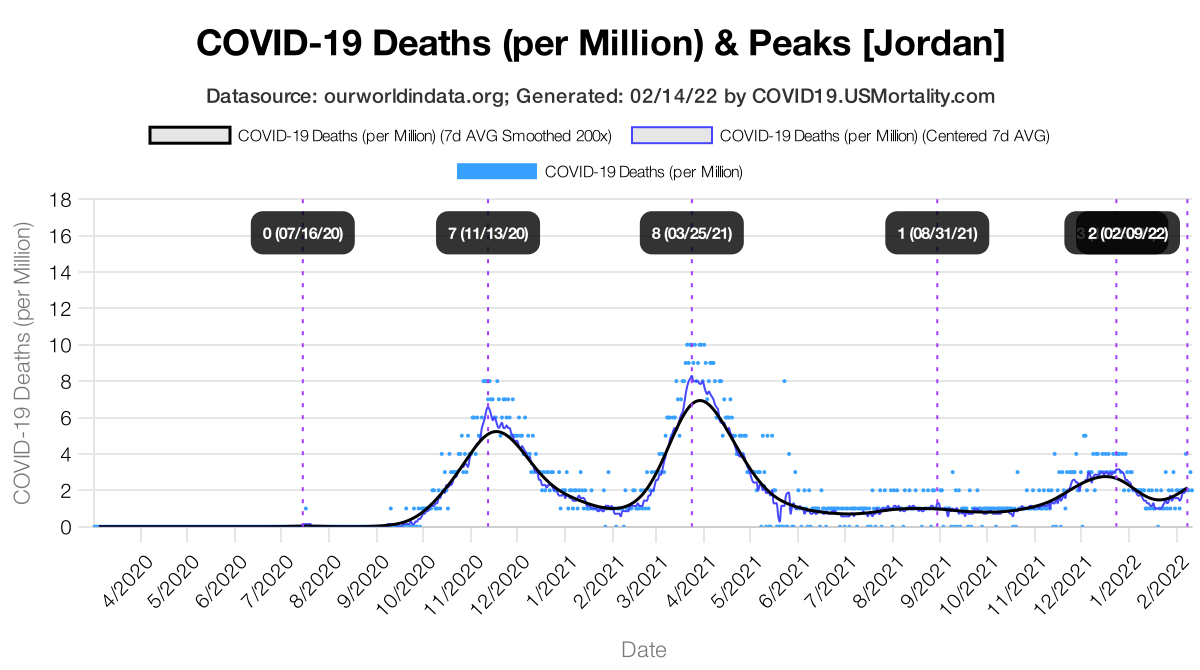 COVID-19 Deaths (per Million) & Peaks [Jordan]
Datasource: ourworldindata.org; Generated: 02/14/22 by COVID19.USMortality.com
COVID-19 Deaths (per Million) (7d AVG Smoothed 200x) COVID-19 Deaths (per Million) (Centered 7d AVG)
COVID-19 Deaths (per Million)
18
0 (07/16/20) 7 (11/13/20) 8 (03/25/21) 1 (08/31/21) 3 2 (02/09/22)
16
14
12
10
8
6
4
2
0
COVID-19 Deaths (per Million)
4/2020 5/2020 6/2020 7/2020 8/2020 9/2020 10/2020 11/2020 12/2020 1/2021 2/2021 3/2021 4/2021 5/2021 6/2021 7/2021 8/2021 9/2021 10/2021 11/2021 12/2021 1/2022 2/2022
Date